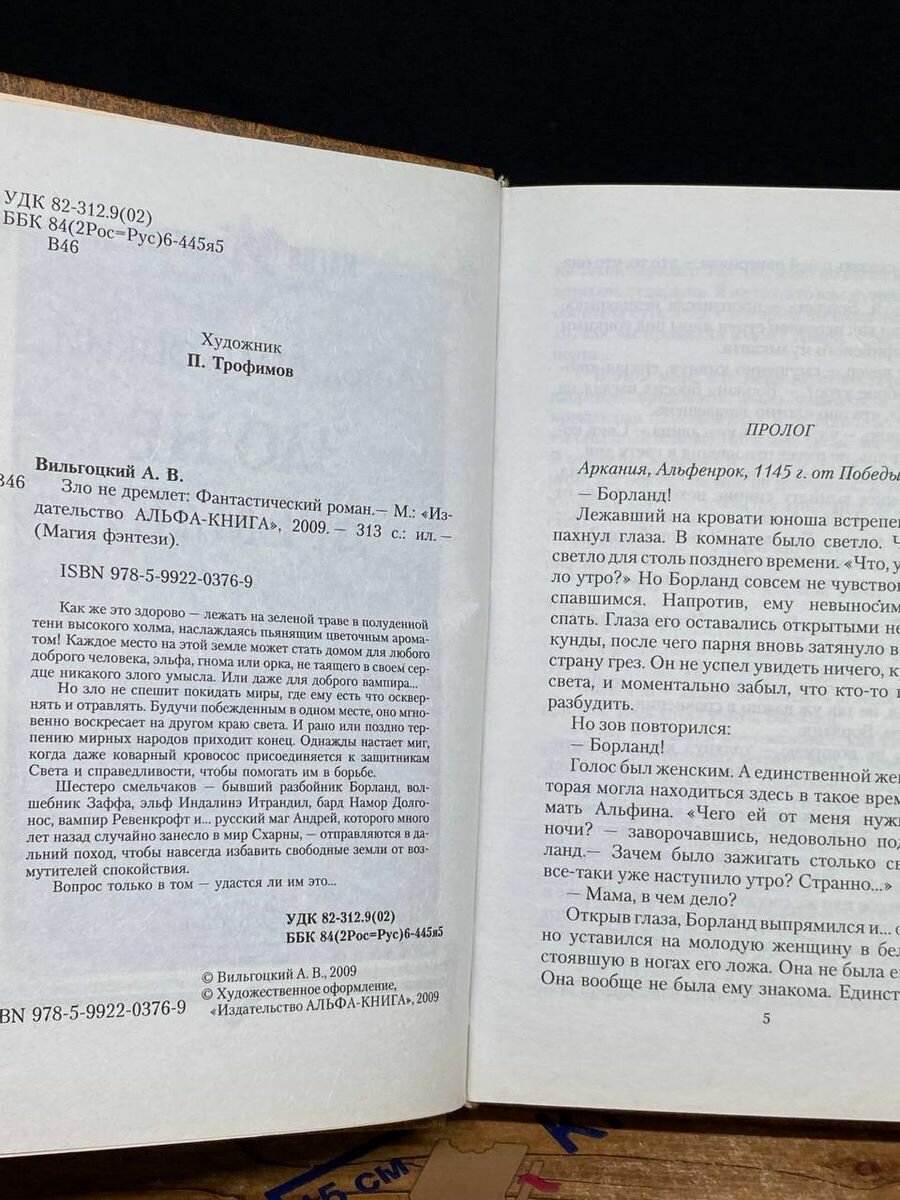 УДК 82-312.9(02)
ББК 84(2Рос=Рус)6-445я5
В46
Художник
П. Трофимов
Вильгоцкий А. В.
В46 Зло не дремлет: Фантастический роман.— М.: «Из-
дательство АЛЬФА-КНИГА», 2009.— 313 с.: ил.—
(Магия фэнтези).
ISBN 978-5-9922-0376-9
Как же это здорово — лежать на зеленой траве в полуденной
тени высокого холма, наслаждаясь пьянящим цветочным арома-
том! Каждое место на этой земле может стать домом для любого
доброго человека, эльфа, гнома или орка, не таящего в своем сер-
дце никакого злого умысла. Или даже для доброго вампира...
Но зло не спешит покидать миры, где ему есть что осквер-
нять и отравлять. Будучи побежденным в одном месте, оно мгно-
венно воскресает на другом краю света. И рано или поздно тер-
пению мирных народов приходит конец. Однажды настает миг,
когда даже коварный кровосос присоединяется к защитникам
Света и справедливости, чтобы помогать им в борьбе.
Шестеро смельчаков — бывший разбойник Борланд, вол-
шебник Заффа, эльф Индалинэ Итрандил, бард Намор Долго-
нос, вампир Ревенкрофт и... русский маг Андрей, которого много
лет назад случайно занесло в мир Схарны, — отправляются в да-
льний поход, чтобы навсегда избавить свободные земли от воз-
мутителей спокойствия.
Вопрос только в том — удастся ли им это...
УДК 82-312.9(02)
ББК 84(2Рос=Рус)6-445я5
© Вильгоцкий А. В., 2009
© Художественное оформление,
«Издательство АЛЬФА-КНИГА», 2009
BN 978-5-9922-0376-9
ПРОЛОГ
Аркания, Альфенрок, 1145 г. от Победы
— Борланд!
Лежавший на кровати юноша встрепен
пахнул глаза. В комнате было светло. Ч
светло для столь позднего времени. «Что, у
ло утро?» Но Борланд совсем не чувствов
спавшимся. Напротив, ему невыносим
спать. Глаза его оставались открытыми не
кунды, после чего парня вновь затянуло в
страну грез. Он не успел увидеть ничего, к
света, и моментально забыл, что кто-то
разбудить.
Но зов повторился:
— Борланд!
Голос был женским. А единственной жен
торая могла находиться здесь в такое врем
мать Альфина. «Чего ей от меня нуж
ночи? — заворочавшись, недовольно под
ланд.— Зачем было зажигать столько св
все-таки уже наступило утро? Странно...»
— Мама, в чем дело?
Открыв глаза, Борланд выпрямился и... о
но уставился на молодую женщину в бел
стоявшую в ногах его ложа. Она не была е
Она вообще не была ему знакома. Единст
5
15 см